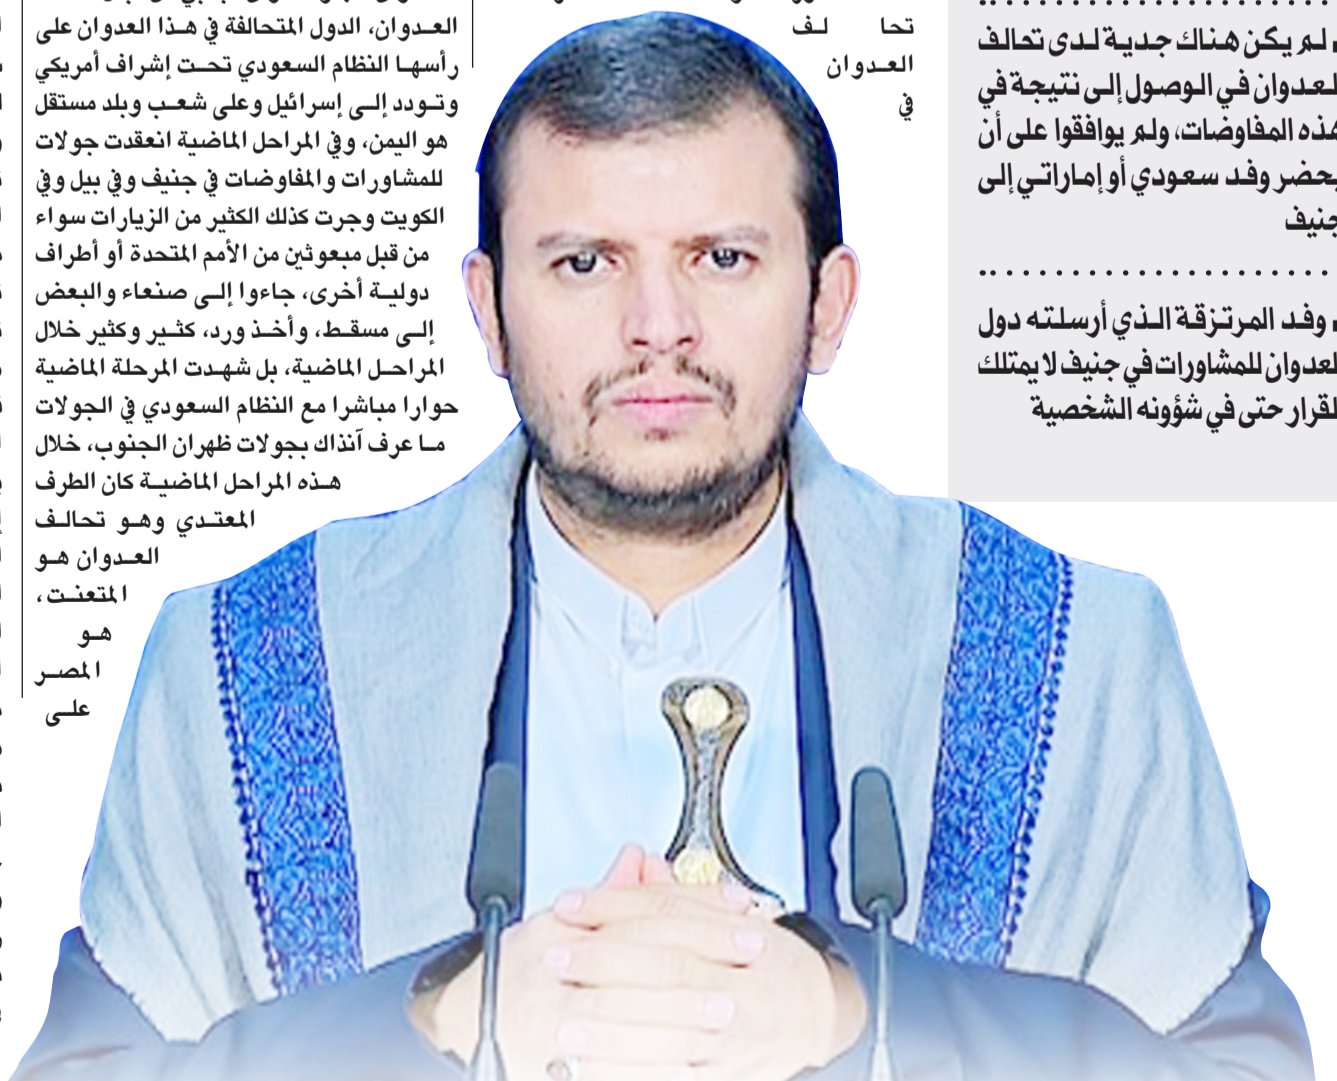 . لم يكن هناك جدية لدى تحالف
لعدوان في الوصول إلى نتيجة في
هذه المفاوضات، ولم يوافقوا على أن
يحضر وفد سعودي أو إماراتي إلى
جنيف
. وفد المرتزقة الذي أرسلته دول
لعدوان للمشاورات في جنيف لا يمتلك
لقرار حتى في شؤونه الشخصية
تحا لف
العدوان
في
العدوان، الدول المتحالفة في هذا العدوان على
رأسها النظام السعودي تحت إشراف أمريكي
وتودد إلى إسرائيل وعلى شعب وبلد مستقل
هو اليمن، وفي المراحل الماضية انعقدت جولات
للمشاورات والمفاوضات في جنيف وفي بيل وفي
الكويت وجرت كذلك الكثير من الزيارات سواء
من قبل مبعوثين من الأمم المتحدة أو أطراف
دولية أخرى، جاءوا إلى صنعاء والبعض
إلى مسقط، وأخذ ورد، كثير وكثير خلال
المراحل الماضية، بل شهدت المرحلة الماضية
حوارا مباشرا مع النظام السعودي في الجولات
ما عرف آنذاك بجولات ظهران الجنوب، خلال
هذه المراحل الماضية كان الطرف
المعتدي وهو تحالف
العدوان هو
المتعنت،
هو
المصر
على